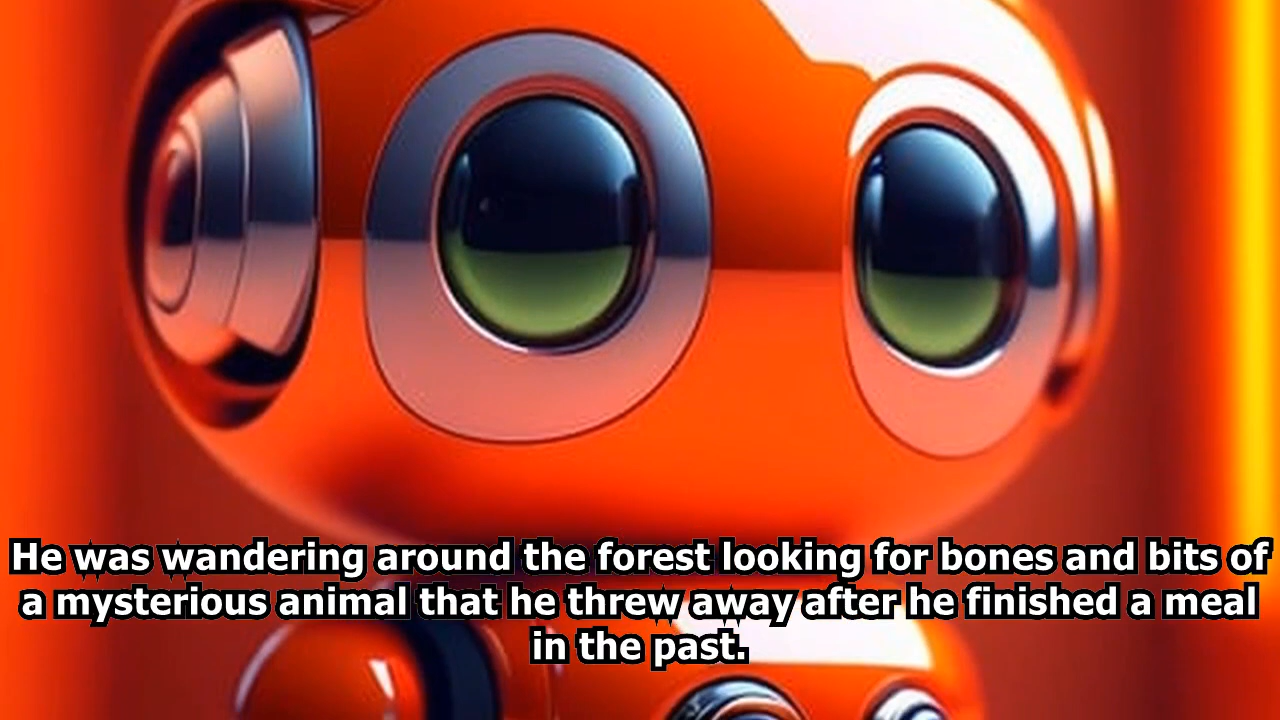 He was wandering around the forest looking for bones and bits of
a mysterious animal that he threw away after he finished a meal
in the past.